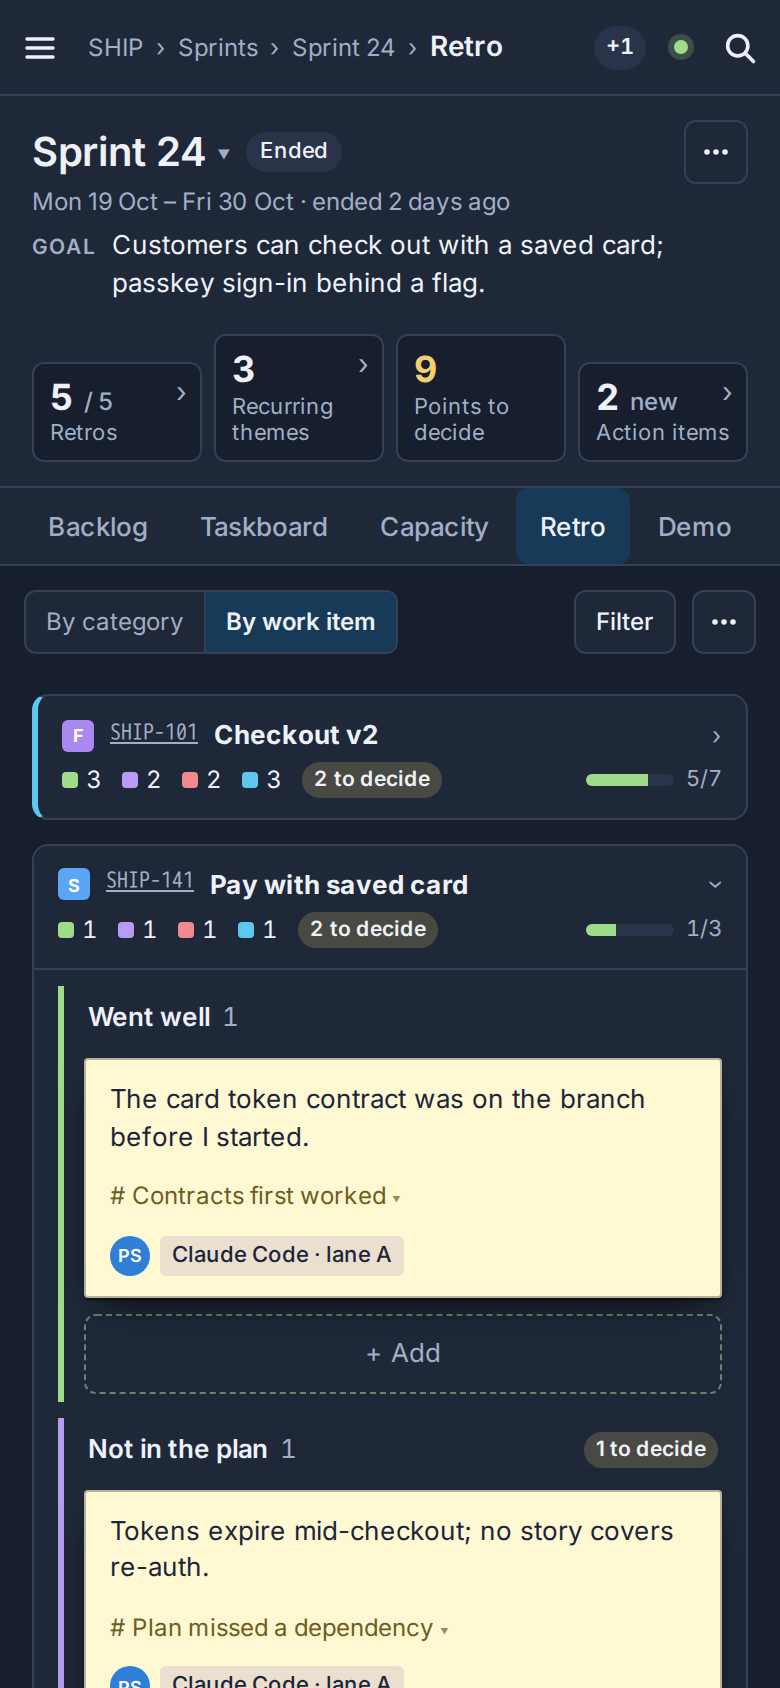 SHIP › Sprints › Sprint 24 › Retro +1
Sprint 24 ▾ Ended •••
Mon 19 Oct – Fri 30 Oct · ended 2 days ago
GOAL Customers can check out with a saved card;
passkey sign-in behind a flag.
5 / 5 ›
Retros
3 ›
Recurring
themes
9
Points to
decide
2 new ›
Action items
Backlog Taskboard Capacity Retro Demo
By category By work item Filter •••
F SHIP-101 Checkout v2 ›
3 2 2 3 2 to decide 5/7
S SHIP-141 Pay with saved card
1 1 1 1 2 to decide 1/3
Went well 1
The card token contract was on the branch
before I started.
# Contracts first worked ▾
PS Claude Code · lane A
+ Add
Not in the plan 1 1 to decide
Tokens expire mid-checkout; no story covers
re-auth.
# Plan missed a dependency ▾
PS Claude Code · lane A